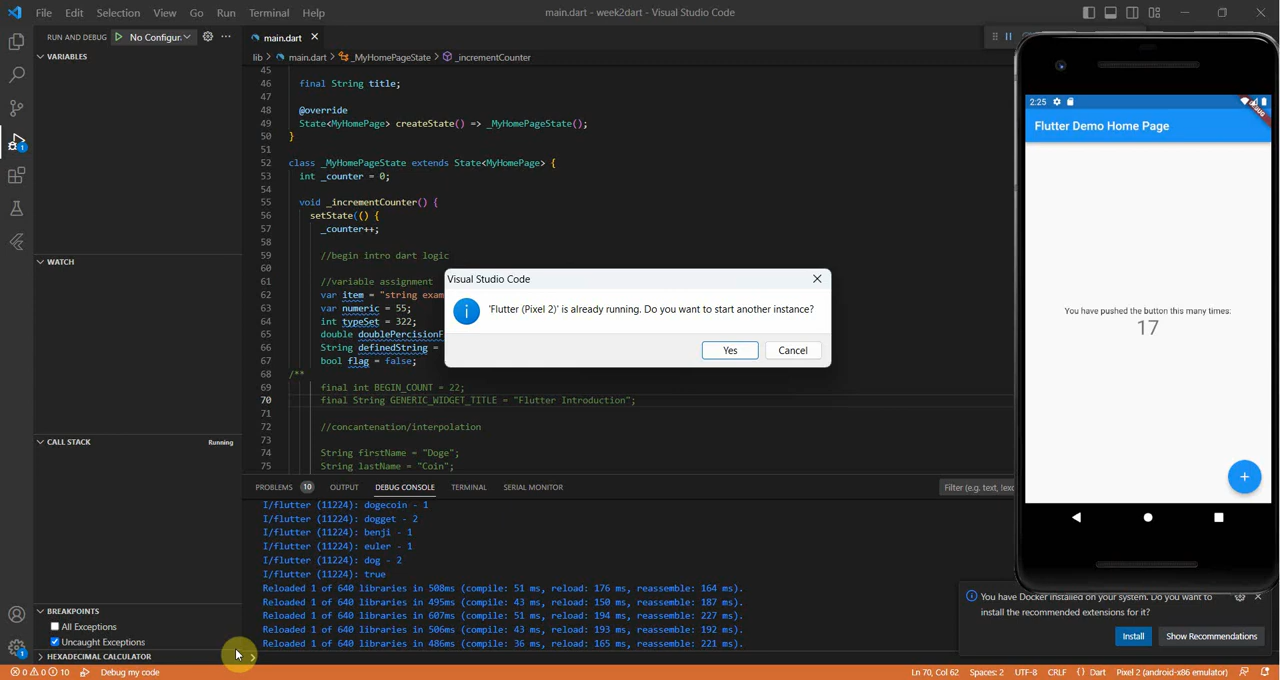 File Edit Selection View Go Run Terminal Help
main.dart - week2dart - Visual Studio Code
RUN AND DEBUG No Configur
main.dart
lib > main.dart > _MyHomePageState > _incrementCounter
VARIABLES
WATCH
CALL STACK Running
BREAKPOINTS
All Exceptions
Uncaught Exceptions
HEXADECIMAL CALCULATOR
45
46 final String title;
47
48 @override
49 State<MyHomePage> createState() => _MyHomePageState();
50 }
51
52 class _MyHomePageState extends State<MyHomePage> {
53 int _counter = 0;
54
55 void _incrementCounter() {
56 setState(() {
57 _counter++;
58
59 //begin intro dart logic
60
61 //variable assignment
62 var item = "string exam
63 var numeric = 55;
64 int typeSet = 322;
65 double doublePercisionF
66 String definedString =
67 bool flag = false;
68 /**
69 final int BEGIN_COUNT = 22;
70 final String GENERIC_WIDGET_TITLE = "Flutter Introduction";
71
72 //concantenation/interpolation
73
74 String firstName = "Doge";
75 String lastName = "Coin";
Visual Studio Code
'Flutter (Pixel 2)' is already running. Do you want to start another instance?
Yes Cancel
PROBLEMS 10 OUTPUT DEBUG CONSOLE TERMINAL SERIAL MONITOR
Filter (e.g. text, !exc
I/flutter (11224): dogecoin - 1
I/flutter (11224): dogget - 2
I/flutter (11224): benji - 1
I/flutter (11224): euler - 1
I/flutter (11224): dog - 2
I/flutter (11224): true
Reloaded 1 of 640 libraries in 508ms (compile: 51 ms, reload: 176 ms, reassemble: 164 ms).
Reloaded 1 of 640 libraries in 495ms (compile: 43 ms, reload: 150 ms, reassemble: 187 ms).
Reloaded 1 of 640 libraries in 607ms (compile: 51 ms, reload: 194 ms, reassemble: 227 ms).
Reloaded 1 of 640 libraries in 506ms (compile: 43 ms, reload: 193 ms, reassemble: 192 ms).
Reloaded 1 of 640 libraries in 486ms (compile: 36 ms, reload: 165 ms, reassemble: 221 ms).
2:25
Flutter Demo Home Page
You have pushed the button this many times:
17
+
You have Docker installed on your system. Do you want to
install the recommended extensions for it?
Install Show Recommendations
1
1
0 0 10 Debug my code
Ln 70, Col 62 Spaces: 2 UTF-8 CRLF {} Dart Pixel 2 (android-x86 emulator)